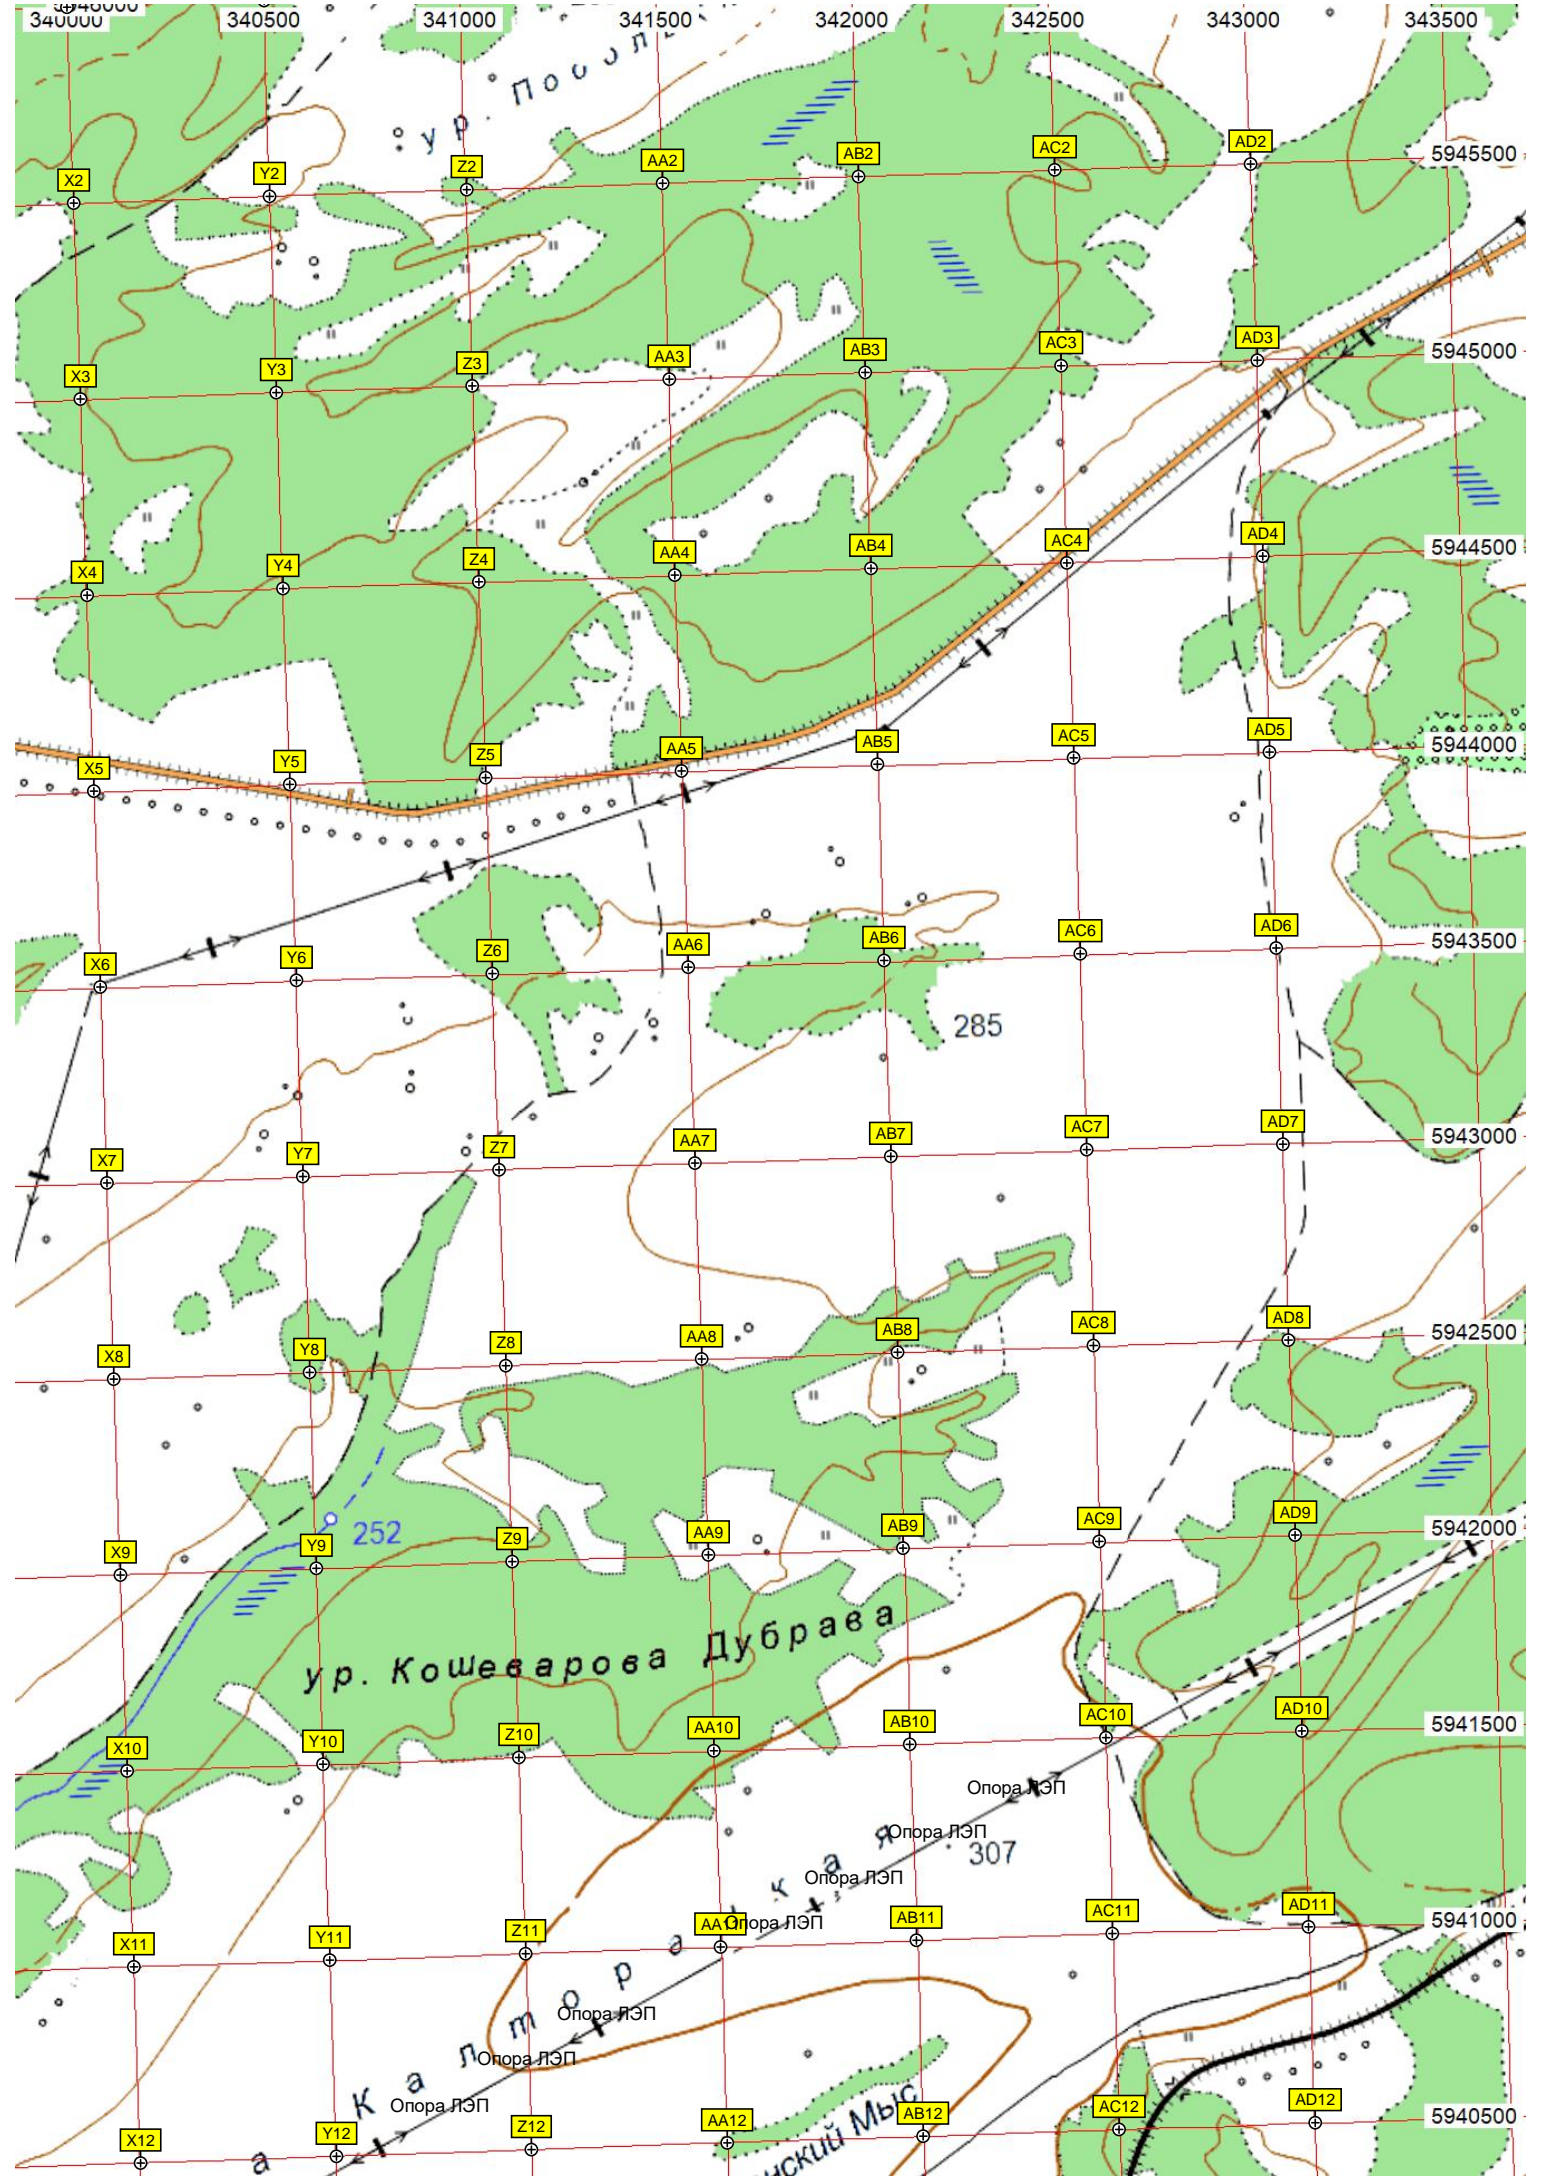 5946000
340000 340500 341000 341500 342000 342500 343000 343500
ур. Посоль
X2 Y2 Z2 AA2 AB2 AC2 AD2 5945500
X3 Y3 Z3 AA3 AB3 AC3 AD3 5945000
X4 Y4 Z4 AA4 AB4 AC4 AD4 5944500
X5 Y5 Z5 AA5 AB5 AC5 AD5 5944000
X6 Y6 Z6 AA6 AB6 AC6 AD6 5943500
285
X7 Y7 Z7 AA7 AB7 AC7 AD7 5943000
X8 Y8 Z8 AA8 AB8 AC8 AD8 5942500
252
X9 Y9 Z9 AA9 AB9 AC9 AD9 5942000
ур. Кошеварова Дубрава
X10 Y10 Z10 AA10 AB10 AC10 AD10 5941500
Опора ЛЭП
Опора ЛЭП
307
Опора ЛЭП
Опора ЛЭП
X11 Y11 Z11 AA11 AB11 AC11 AD11 5941000
Опора ЛЭП
Опора ЛЭП
Опора ЛЭП
а Калторайкая
нский Мыс
X12 Y12 Z12 AA12 AB12 AC12 AD12 5940500